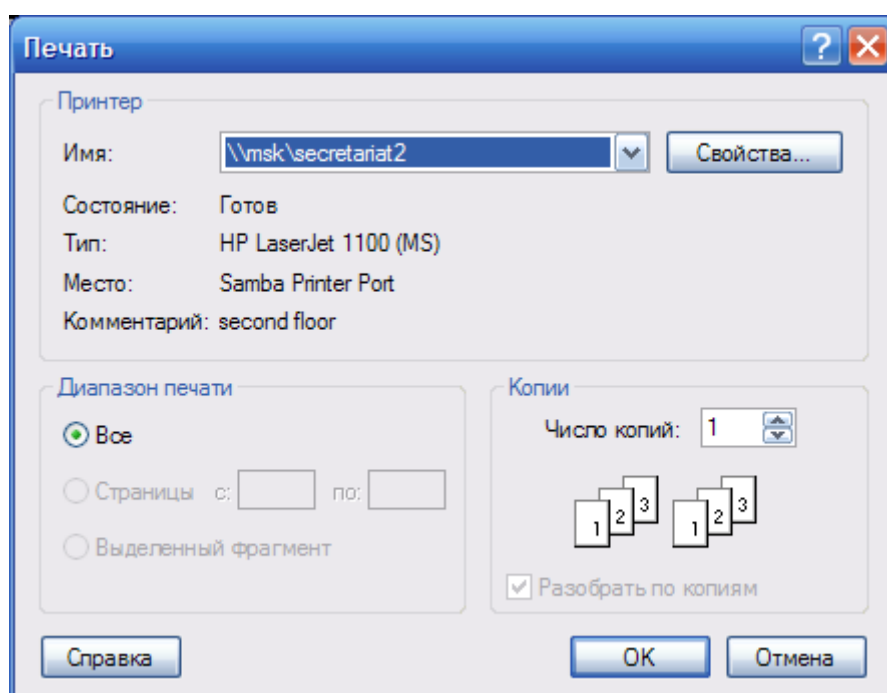 Печать
Принтер
Имя: \\msk\secretariat2 Свойства...
Состояние: Готов
Тип: HP LaserJet 1100 (MS)
Место: Samba Printer Port
Комментарий: second floor
Диапазон печати
Все
Страницы с: по:
Выделенный фрагмент
Копии
Число копий: 1
1 2 3 1 2 3
Разобрать по копиям
Справка OK Отмена